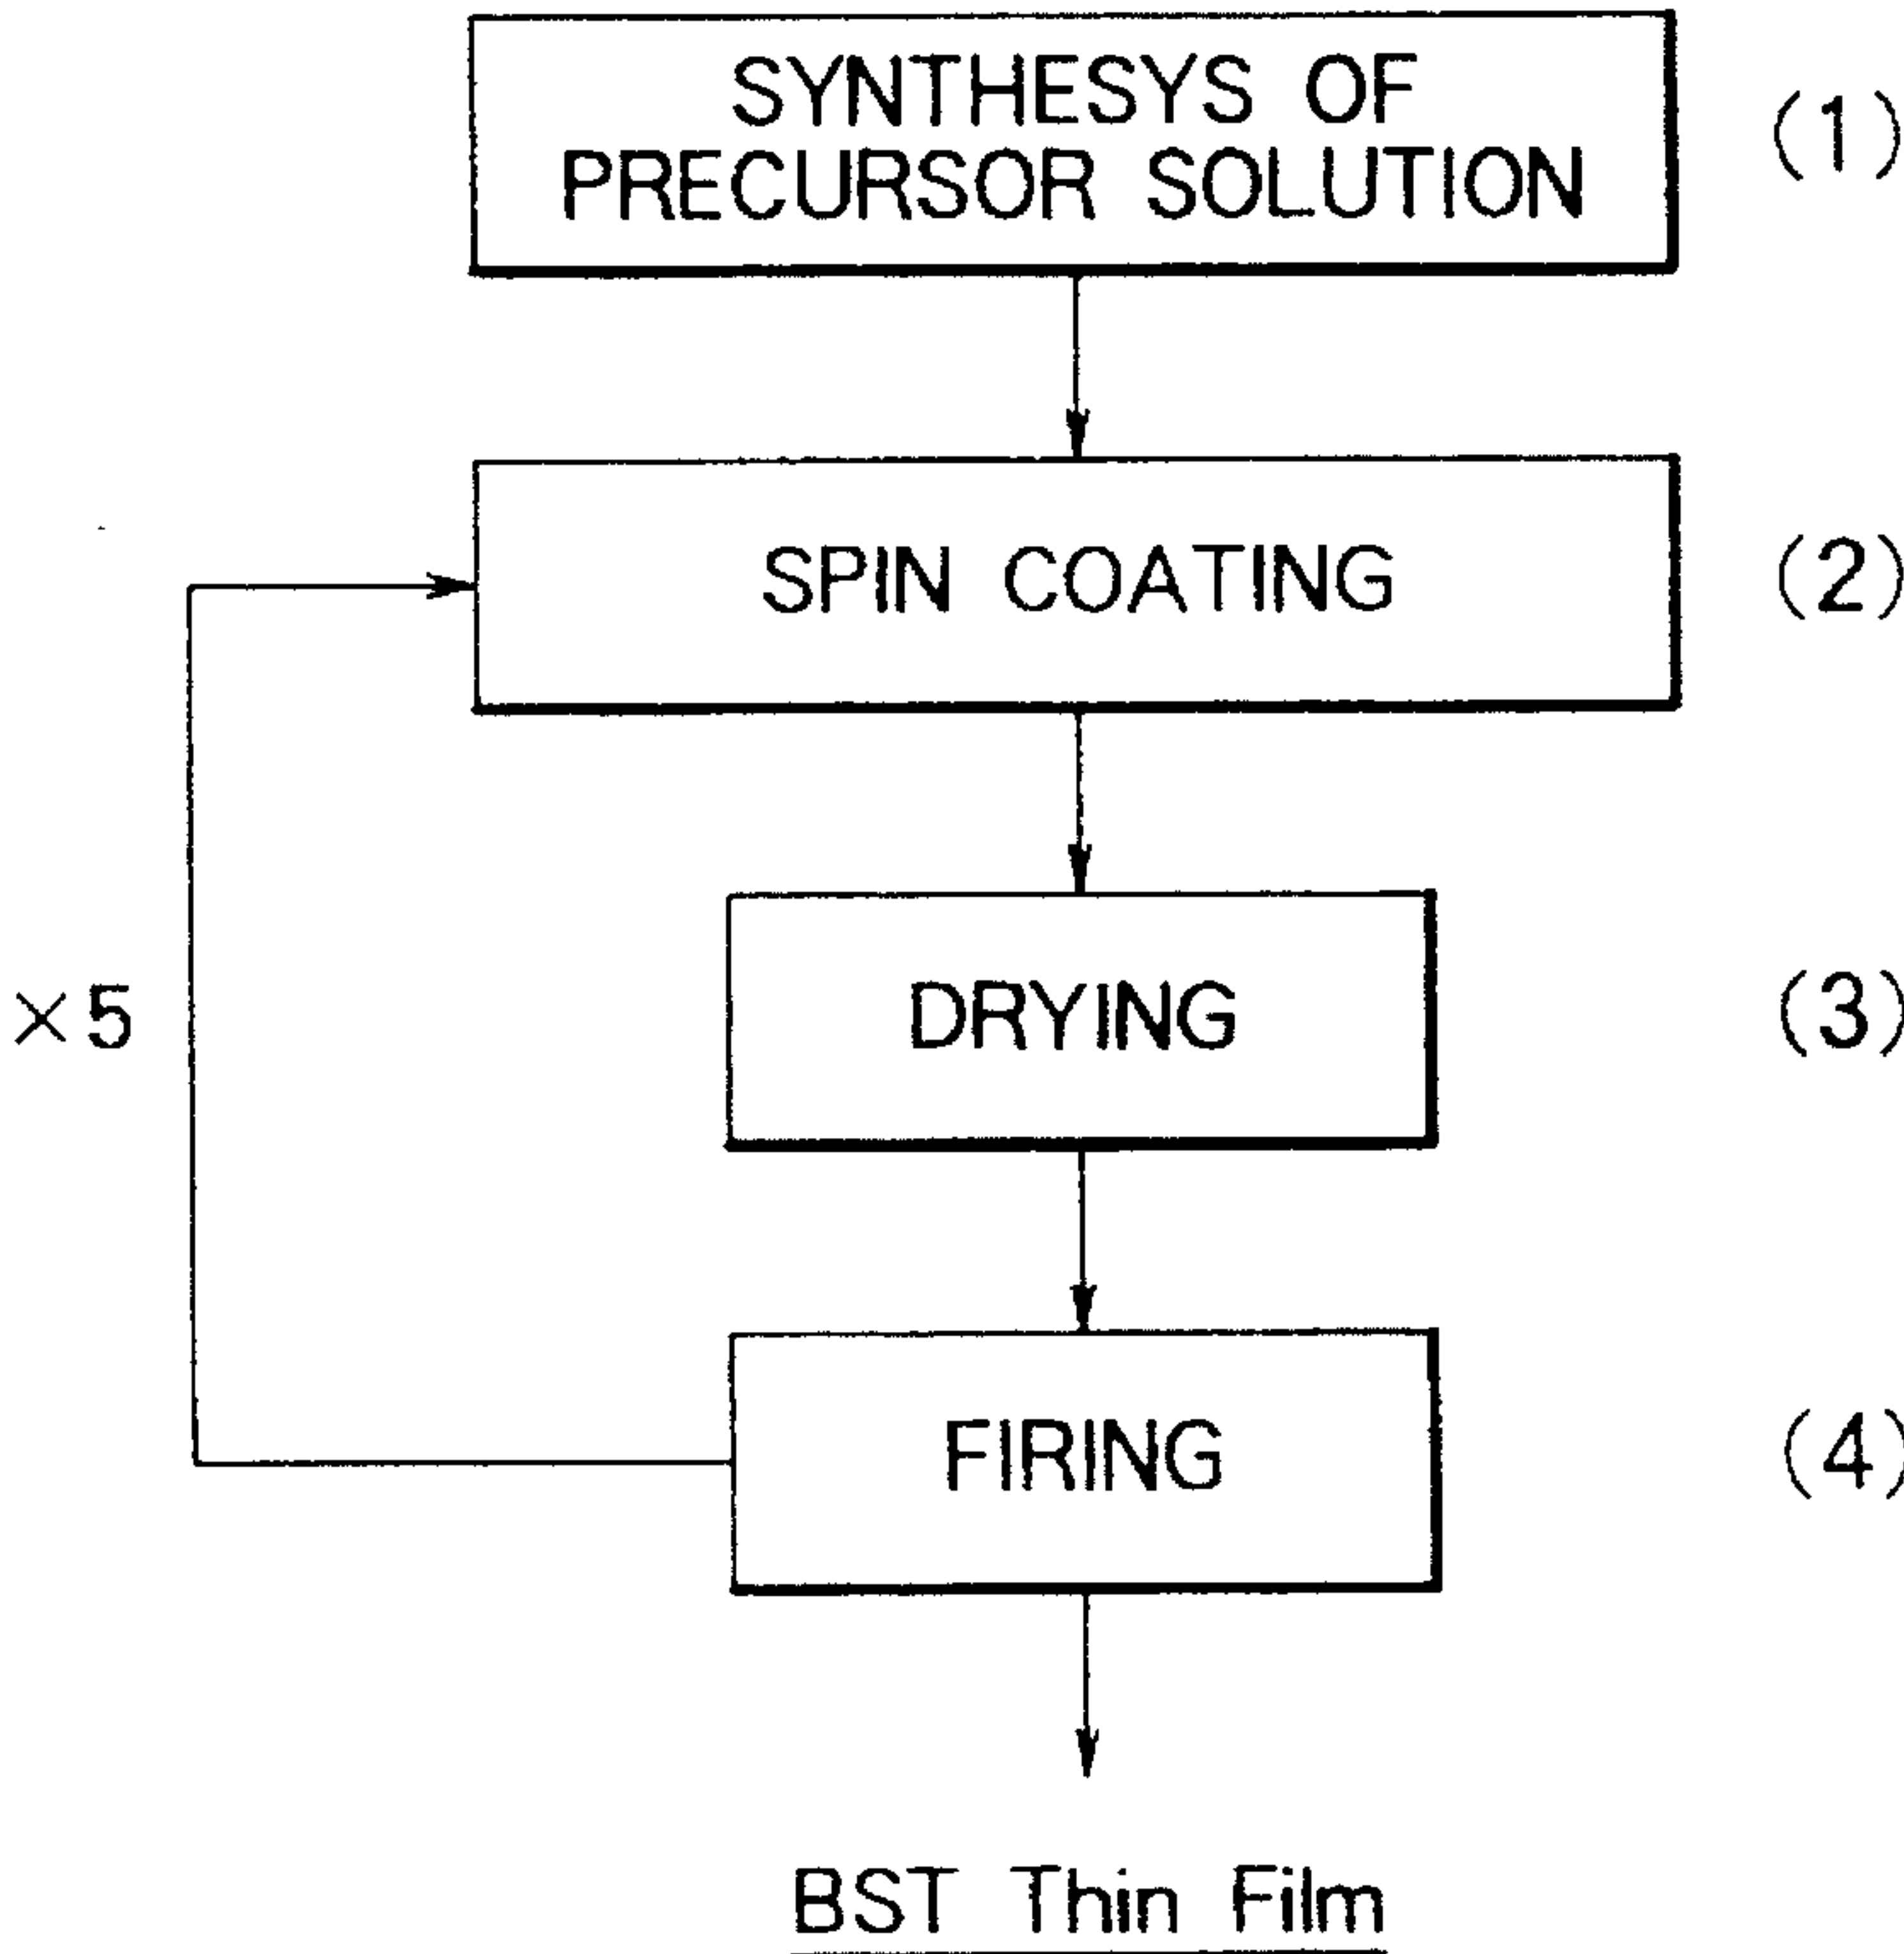 SYNTHESYS OF
PRECURSOR SOLUTION
(1)
SPIN COATING
(2)
DRYING
(3)
×5
FIRING
(4)
BST Thin Film